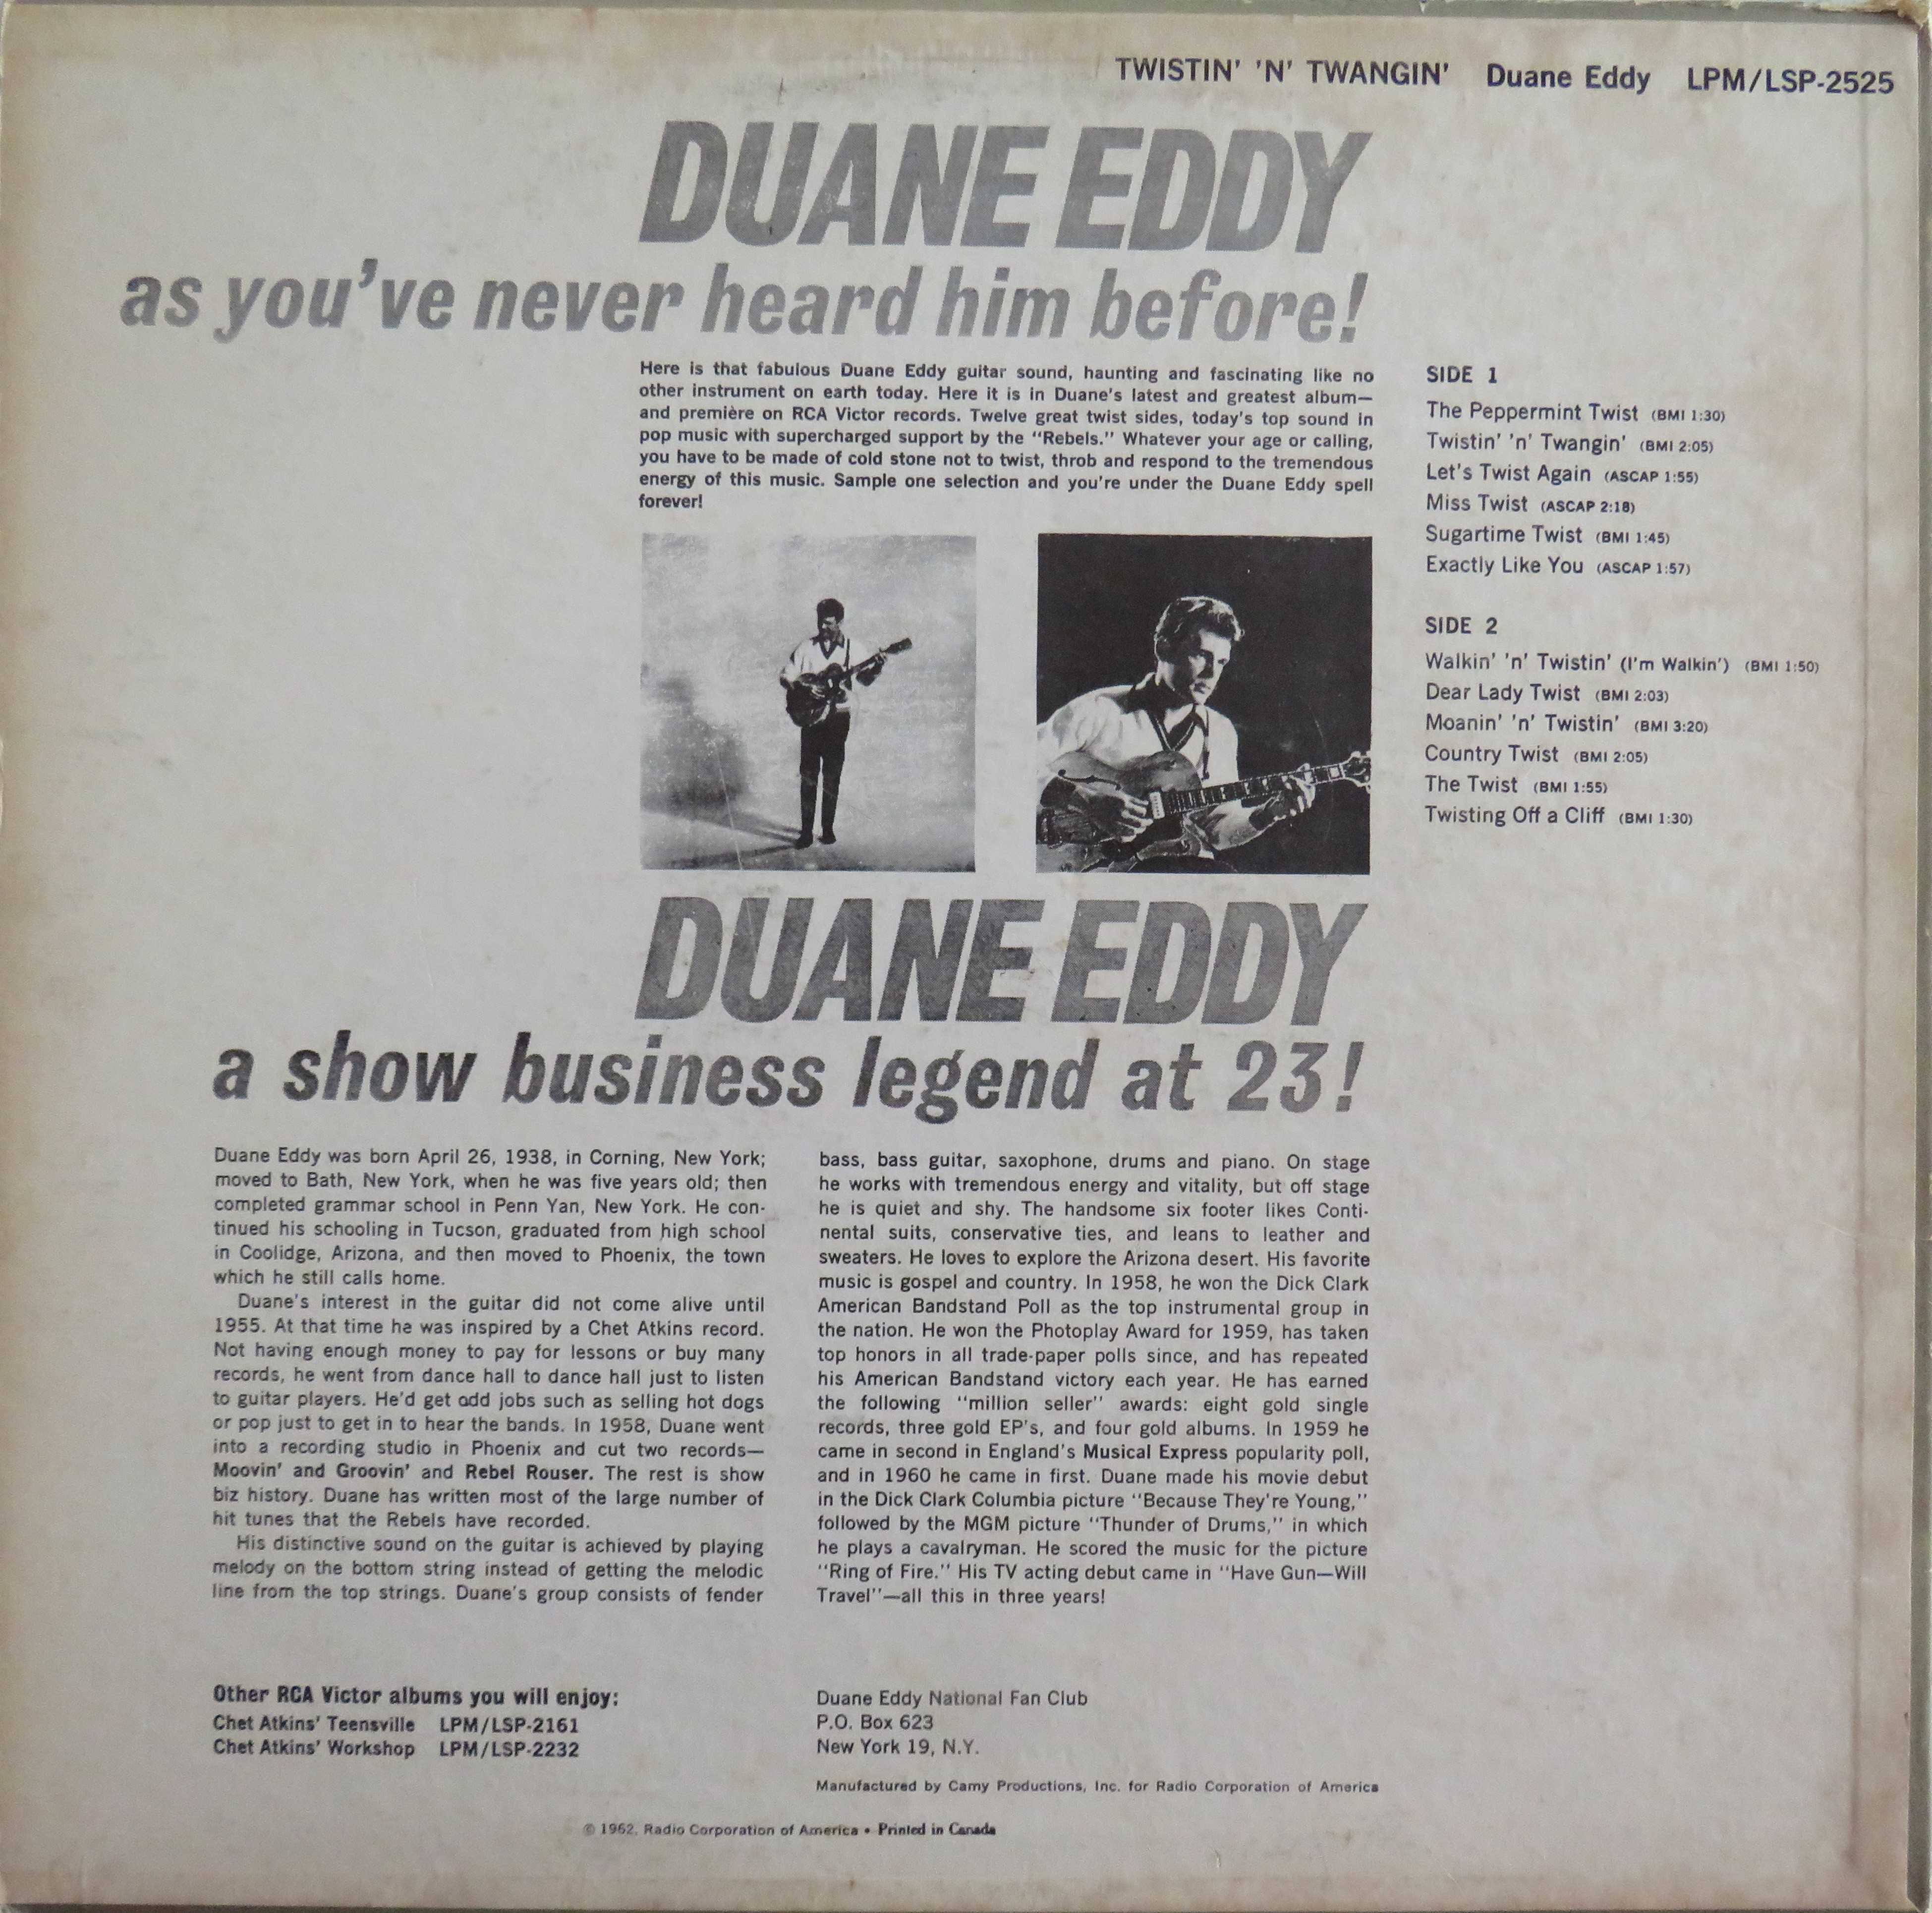 TWISTIN' 'N' TWANGIN' Duane Eddy LPM/LSP-2525
DUANE EDDY
as you've never heard him before!
Here is that fabulous Duane Eddy guitar sound, haunting and fascinating like no
other instrument on earth today. Here it is in Duane's latest and greatest album—
and première on RCA Victor records. Twelve great twist sides, today's top sound in
pop music with supercharged support by the "Rebels." Whatever your age or calling,
you have to be made of cold stone not to twist, throb and respond to the tremendous
energy of this music. Sample one selection and you're under the Duane Eddy spell
forever!
SIDE 1
The Peppermint Twist (BMI 1:30)
Twistin' 'n' Twangin' (BMI 2:05)
Let's Twist Again (ASCAP 1:55)
Miss Twist (ASCAP 2:18)
Sugartime Twist (BMI 1:45)
Exactly Like You (ASCAP 1:57)
SIDE 2
Walkin' 'n' Twistin' (I'm Walkin') (BMI 1:50)
Dear Lady Twist (BMI 2:03)
Moanin' 'n' Twistin' (BMI 3:20)
Country Twist (BMI 2:05)
The Twist (BMI 1:55)
Twisting Off a Cliff (BMI 1:30)
DUANE EDDY
a show business legend at 23!
Duane Eddy was born April 26, 1938, in Corning, New York;
moved to Bath, New York, when he was five years old; then
completed grammar school in Penn Yan, New York. He con-
tinued his schooling in Tucson, graduated from high school
in Coolidge, Arizona, and then moved to Phoenix, the town
which he still calls home.
Duane's interest in the guitar did not come alive until
1955. At that time he was inspired by a Chet Atkins record.
Not having enough money to pay for lessons or buy many
records, he went from dance hall to dance hall just to listen
to guitar players. He'd get odd jobs such as selling hot dogs
or pop just to get in to hear the bands. In 1958, Duane went
into a recording studio in Phoenix and cut two records—
Moovin' and Groovin' and Rebel Rouser. The rest is show
biz history. Duane has written most of the large number of
hit tunes that the Rebels have recorded.
His distinctive sound on the guitar is achieved by playing
melody on the bottom string instead of getting the melodic
line from the top strings. Duane's group consists of fender
bass, bass guitar, saxophone, drums and piano. On stage
he works with tremendous energy and vitality, but off stage
he is quiet and shy. The handsome six footer likes Conti-
nental suits, conservative ties, and leans to leather and
sweaters. He loves to explore the Arizona desert. His favorite
music is gospel and country. In 1958, he won the Dick Clark
American Bandstand Poll as the top instrumental group in
the nation. He won the Photoplay Award for 1959, has taken
top honors in all trade-paper polls since, and has repeated
his American Bandstand victory each year. He has earned
the following "million seller" awards: eight gold single
records, three gold EP's, and four gold albums. In 1959 he
came in second in England's Musical Express popularity poll,
and in 1960 he came in first. Duane made his movie debut
in the Dick Clark Columbia picture "Because They're Young,"
followed by the MGM picture "Thunder of Drums," in which
he plays a cavalryman. He scored the music for the picture
"Ring of Fire." His TV acting debut came in "Have Gun—Will
Travel"—all this in three years!
Other RCA Victor albums you will enjoy:
Chet Atkins' Teensville LPM/LSP-2161
Chet Atkins' Workshop LPM/LSP-2232
Duane Eddy National Fan Club
P.O. Box 623
New York 19, N.Y.
Manufactured by Camy Productions, Inc. for Radio Corporation of America
© 1962, Radio Corporation of America • Printed in Canada